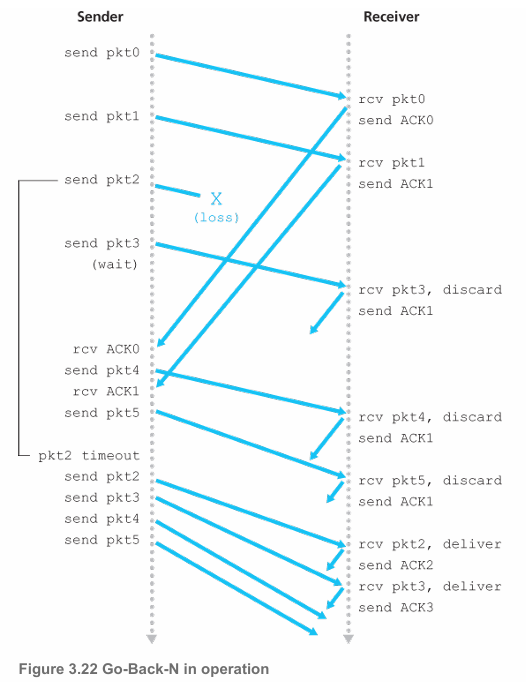 Sender
Receiver
send pkt0
rcv pkt0
send ACK0
send pkt1
rcv pkt1
send ACK1
send pkt2
X
(loss)
send pkt3
(wait)
rcv pkt3, discard
send ACK1
rcv ACK0
send pkt4
rcv ACK1
send pkt5
rcv pkt4, discard
send ACK1
pkt2 timeout
send pkt2
send pkt3
send pkt4
send pkt5
rcv pkt5, discard
send ACK1
rcv pkt2, deliver
send ACK2
rcv pkt3, deliver
send ACK3
Figure 3.22 Go-Back-N in operation